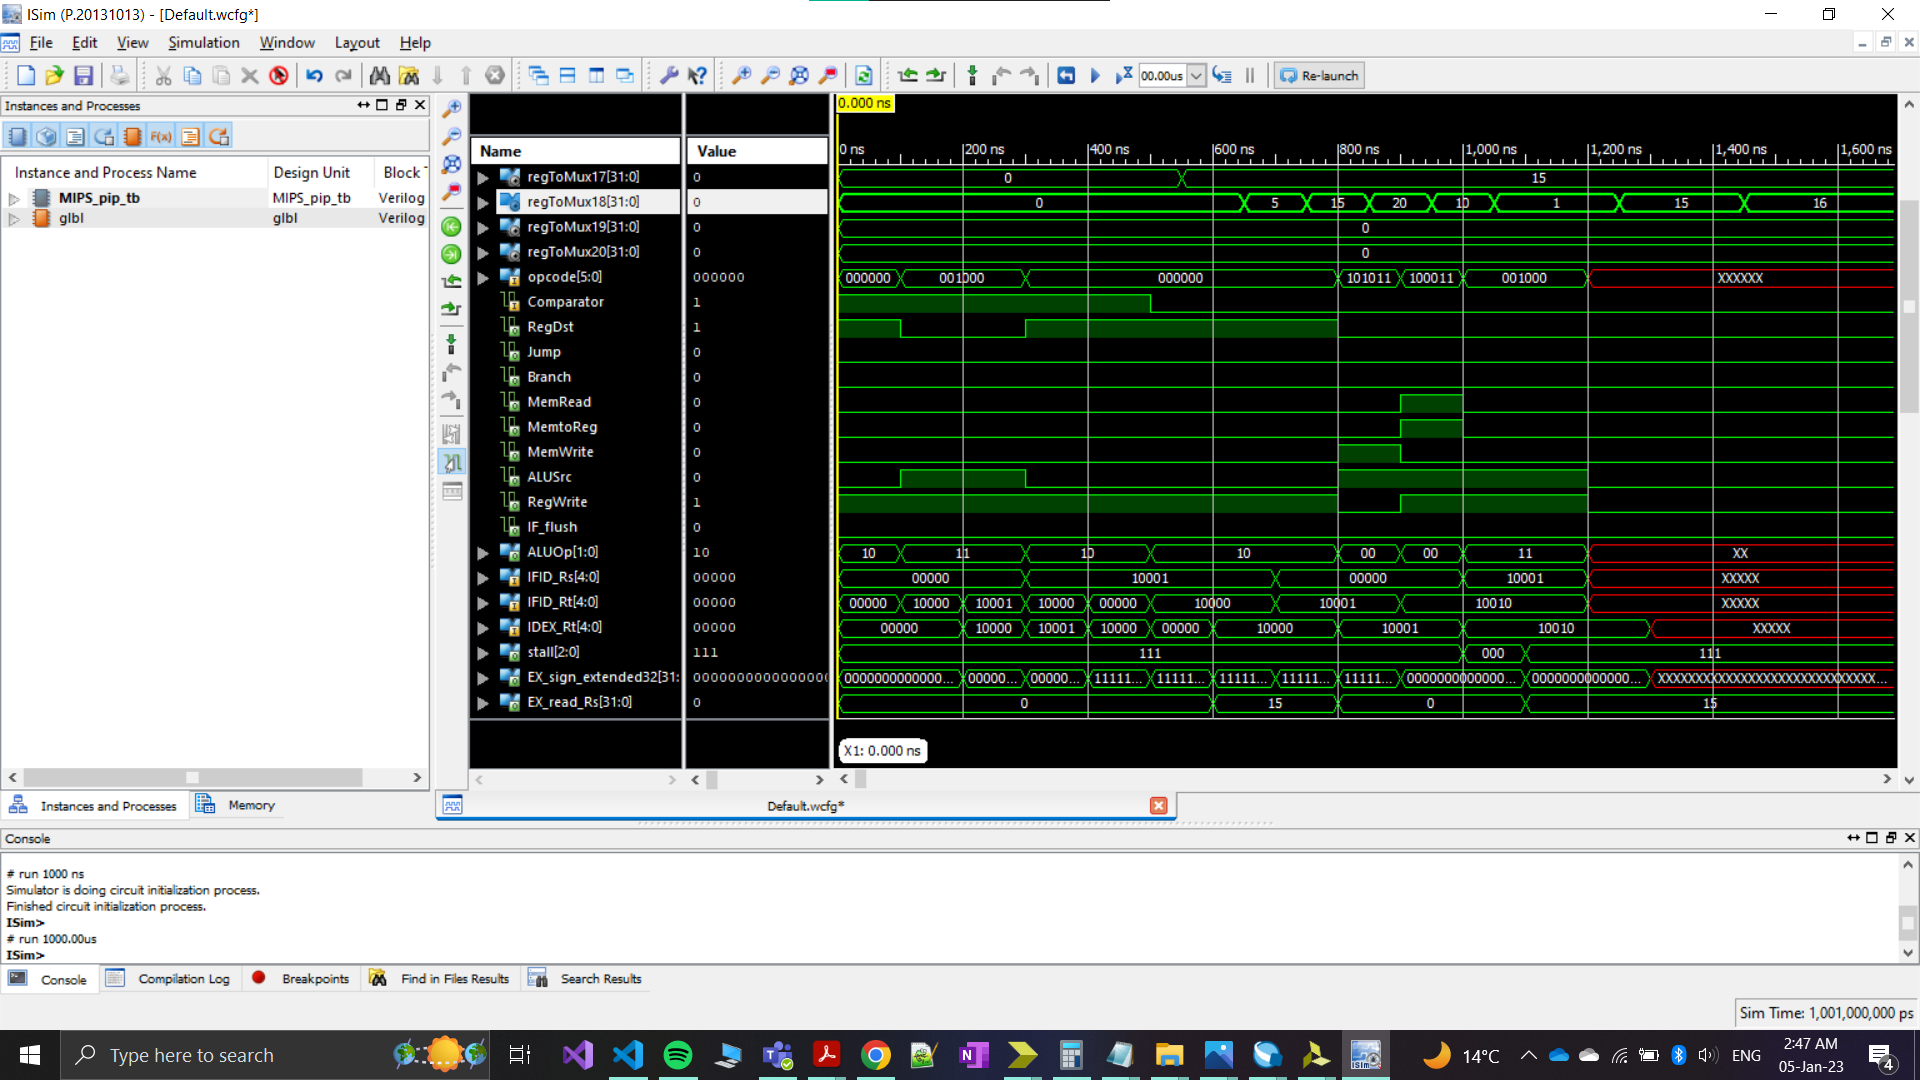 ISim (P.20131013) - [Default.wcfg*]
File Edit View Simulation Window Layout Help
00.00us Re-launch
Instances and Processes
F(x)
Instance and Process Name Design Unit Block
MIPS_pip_tb MIPS_pip_tb Verilog
glbl glbl Verilog
Instances and Processes Memory
Name Value
regToMux17[31:0] 0
regToMux18[31:0] 0
regToMux19[31:0] 0
regToMux20[31:0] 0
opcode[5:0] 000000
Comparator 1
RegDst 1
Jump 0
Branch 0
MemRead 0
MemtoReg 0
MemWrite 0
ALUSrc 0
RegWrite 1
IF_flush 0
ALUOp[1:0] 10
IFID_Rs[4:0] 00000
IFID_Rt[4:0] 00000
IDEX_Rt[4:0] 00000
stall[2:0] 111
EX_sign_extended32[31: 0000000000000000
EX_read_Rs[31:0] 0
0.000 ns
0 ns 200 ns 400 ns 600 ns 800 ns 1,000 ns 1,200 ns 1,400 ns 1,600 ns
0 15
0 5 15 20 10 1 15 16
0
0
000000 001000 000000 101011 100011 001000 XXXXXX
10 11 10 10 00 00 11 XX
00000 10001 00000 10001 XXXXX
00000 10000 10001 10000 00000 10000 10001 10010 XXXXX
00000 10000 10001 10000 00000 10000 10001 10010 XXXXX
111 000 111
0000000000000... 00000... 00000... 11111... 11111... 11111... 11111... 11111... 0000000000000... 0000000000000... XXXXXXXXXXXXXXXXXXXXXXXXXXX...
0 15 0 15
X1: 0.000 ns
Default.wcfg*
Console
# run 1000 ns
Simulator is doing circuit initialization process.
Finished circuit initialization process.
ISim>
# run 1000.00us
ISim>
Console Compilation Log Breakpoints Find in Files Results Search Results
Sim Time: 1,001,000,000 ps
Type here to search
14°C ENG
2:47 AM
05-Jan-23
4